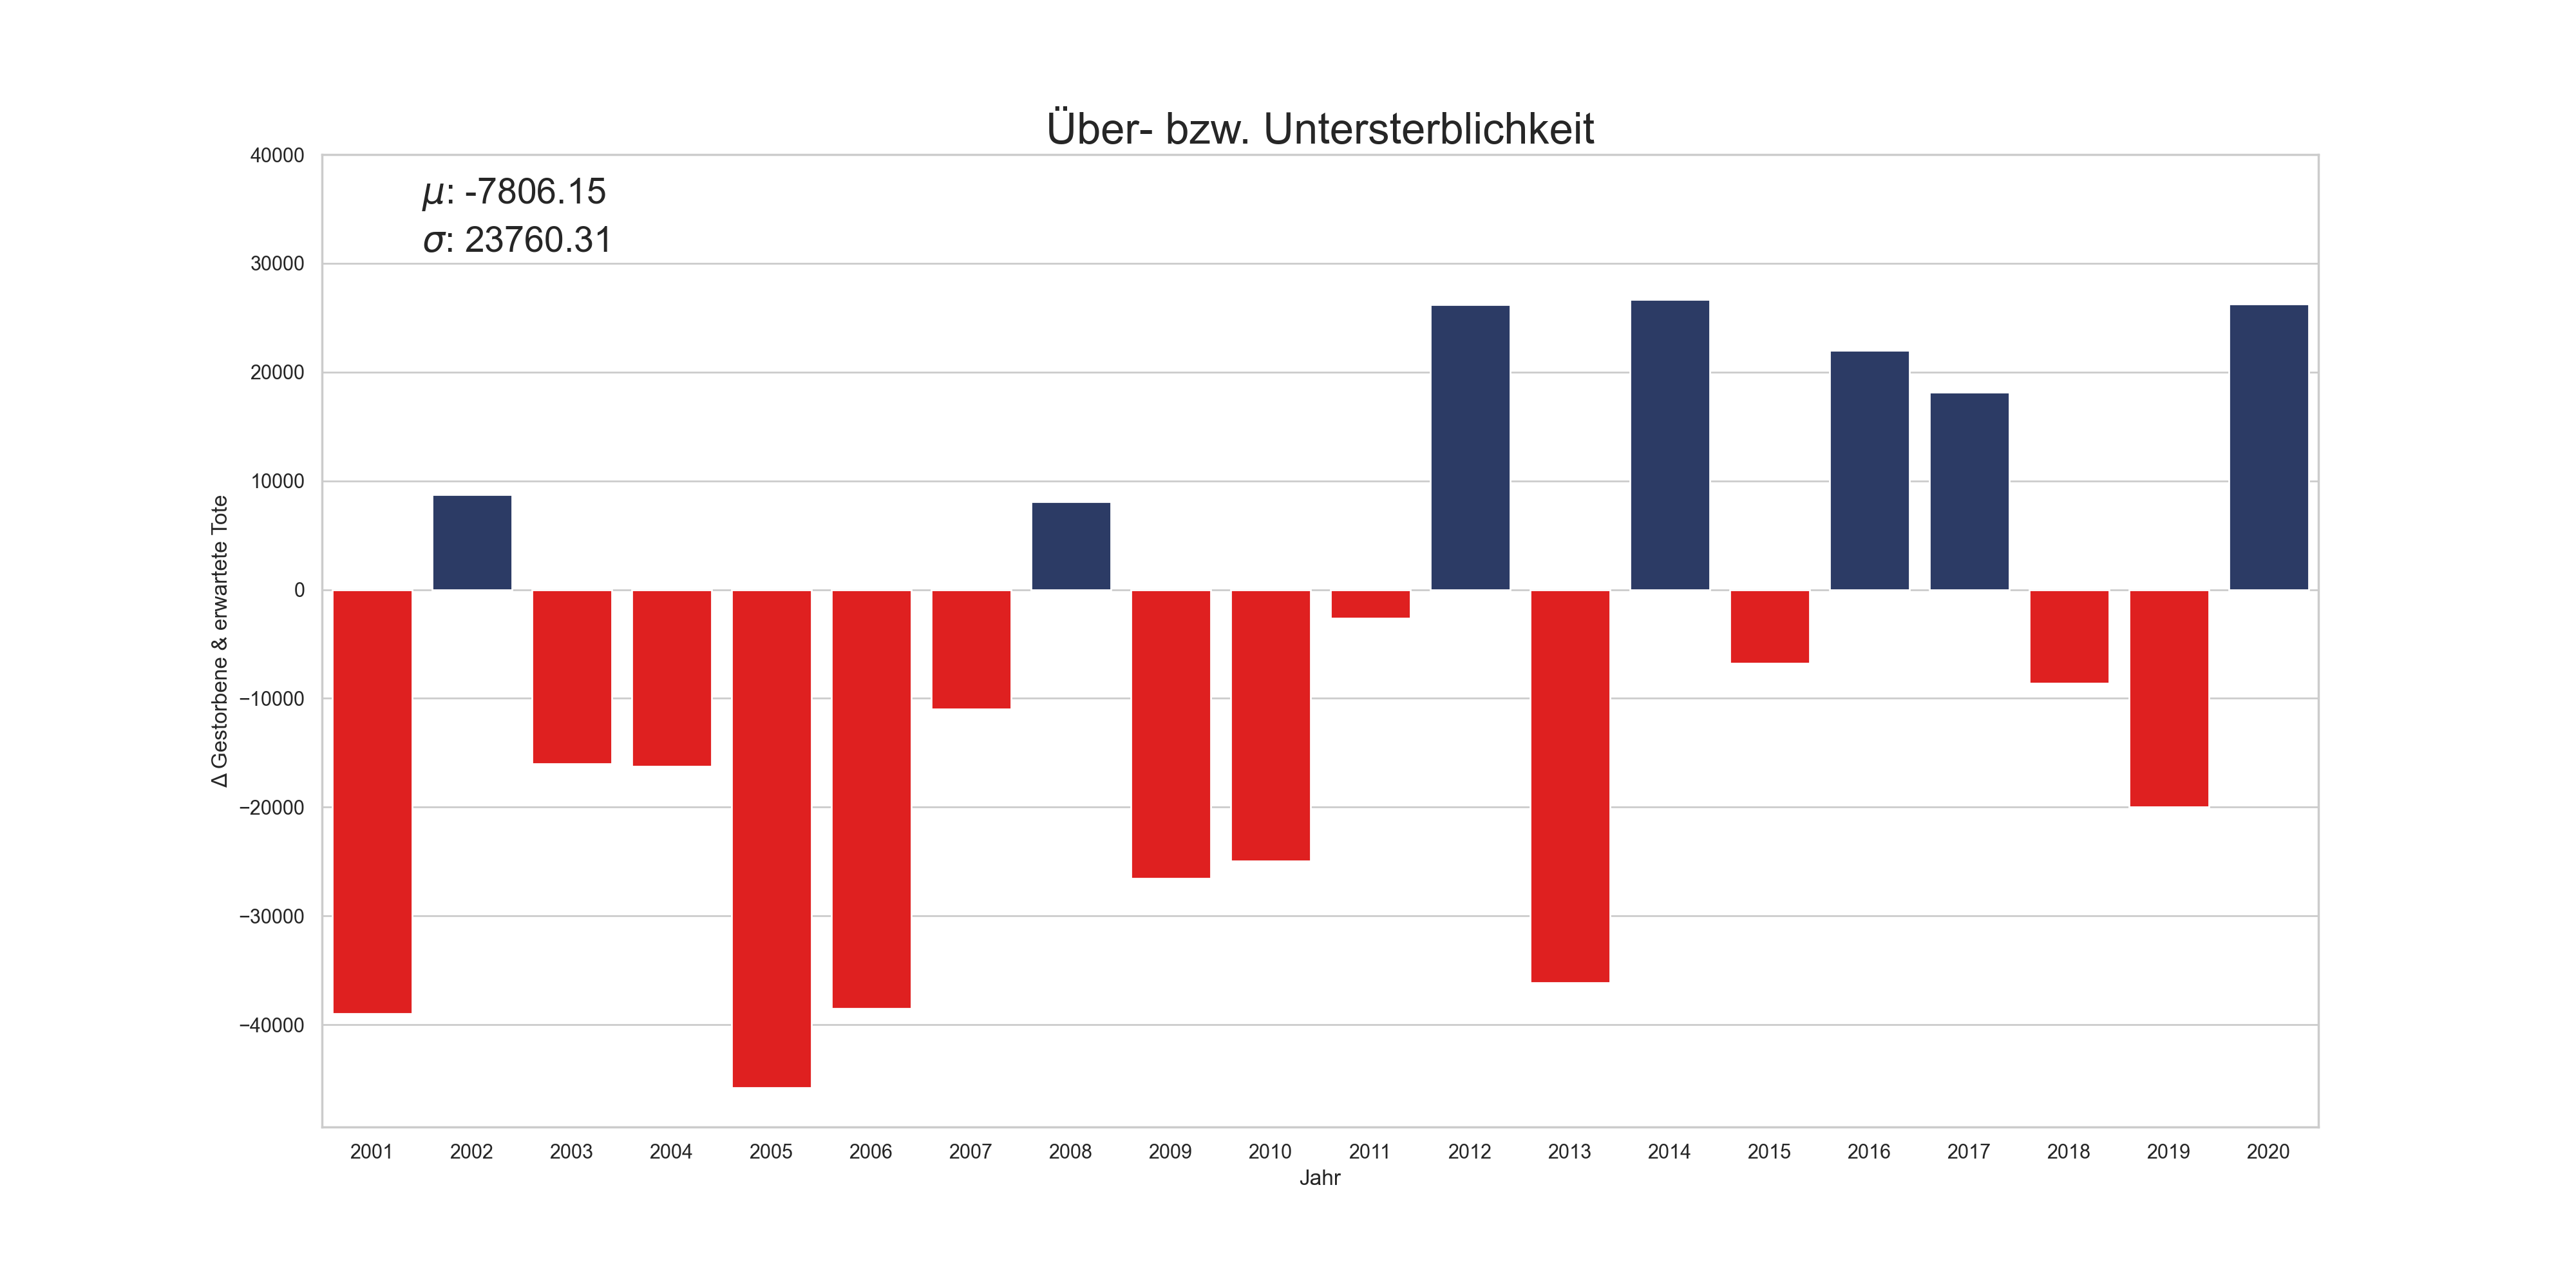 Über- bzw. Untersterblichkeit
μ: -7806.15
σ: 23760.31
40000
30000
20000
10000
0
−10000
−20000
−30000
−40000
Δ Gestorbene & erwartete Tote
2001 2002 2003 2004 2005 2006 2007 2008 2009 2010 2011 2012 2013 2014 2015 2016 2017 2018 2019 2020
Jahr